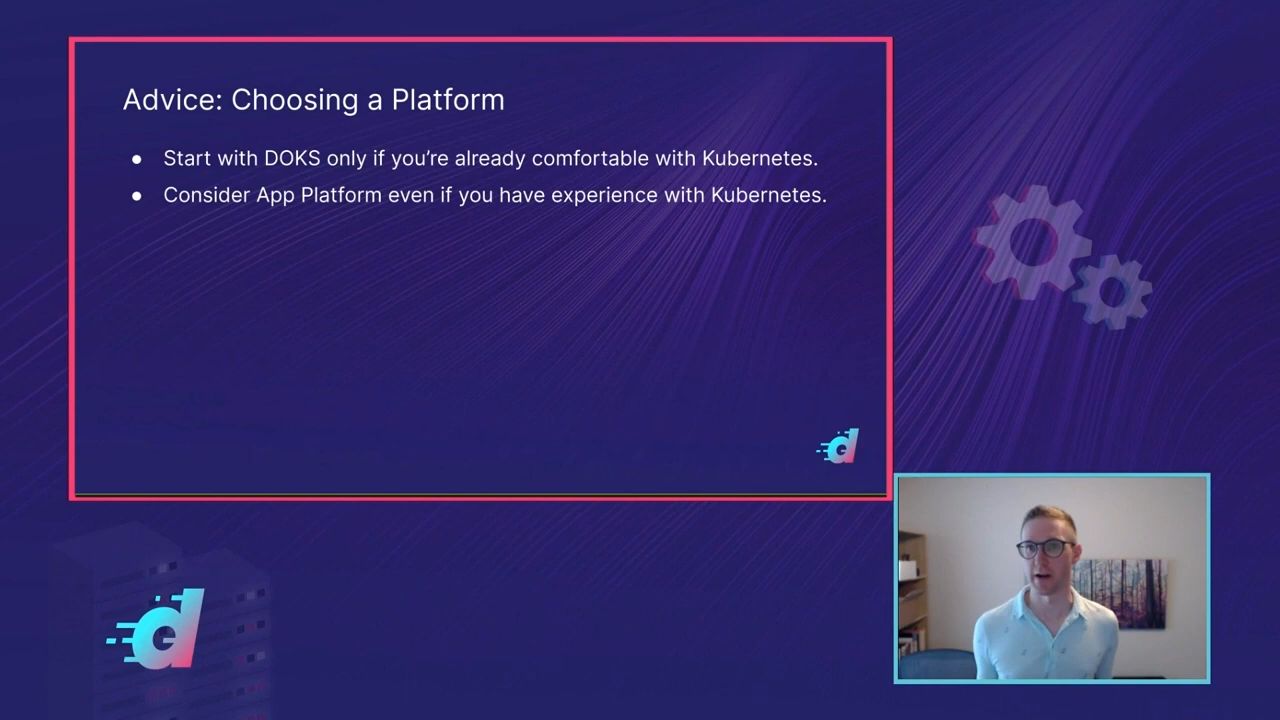 Advice: Choosing a Platform
● Start with DOKS only if you’re already comfortable with Kubernetes.
● Consider App Platform even if you have experience with Kubernetes.